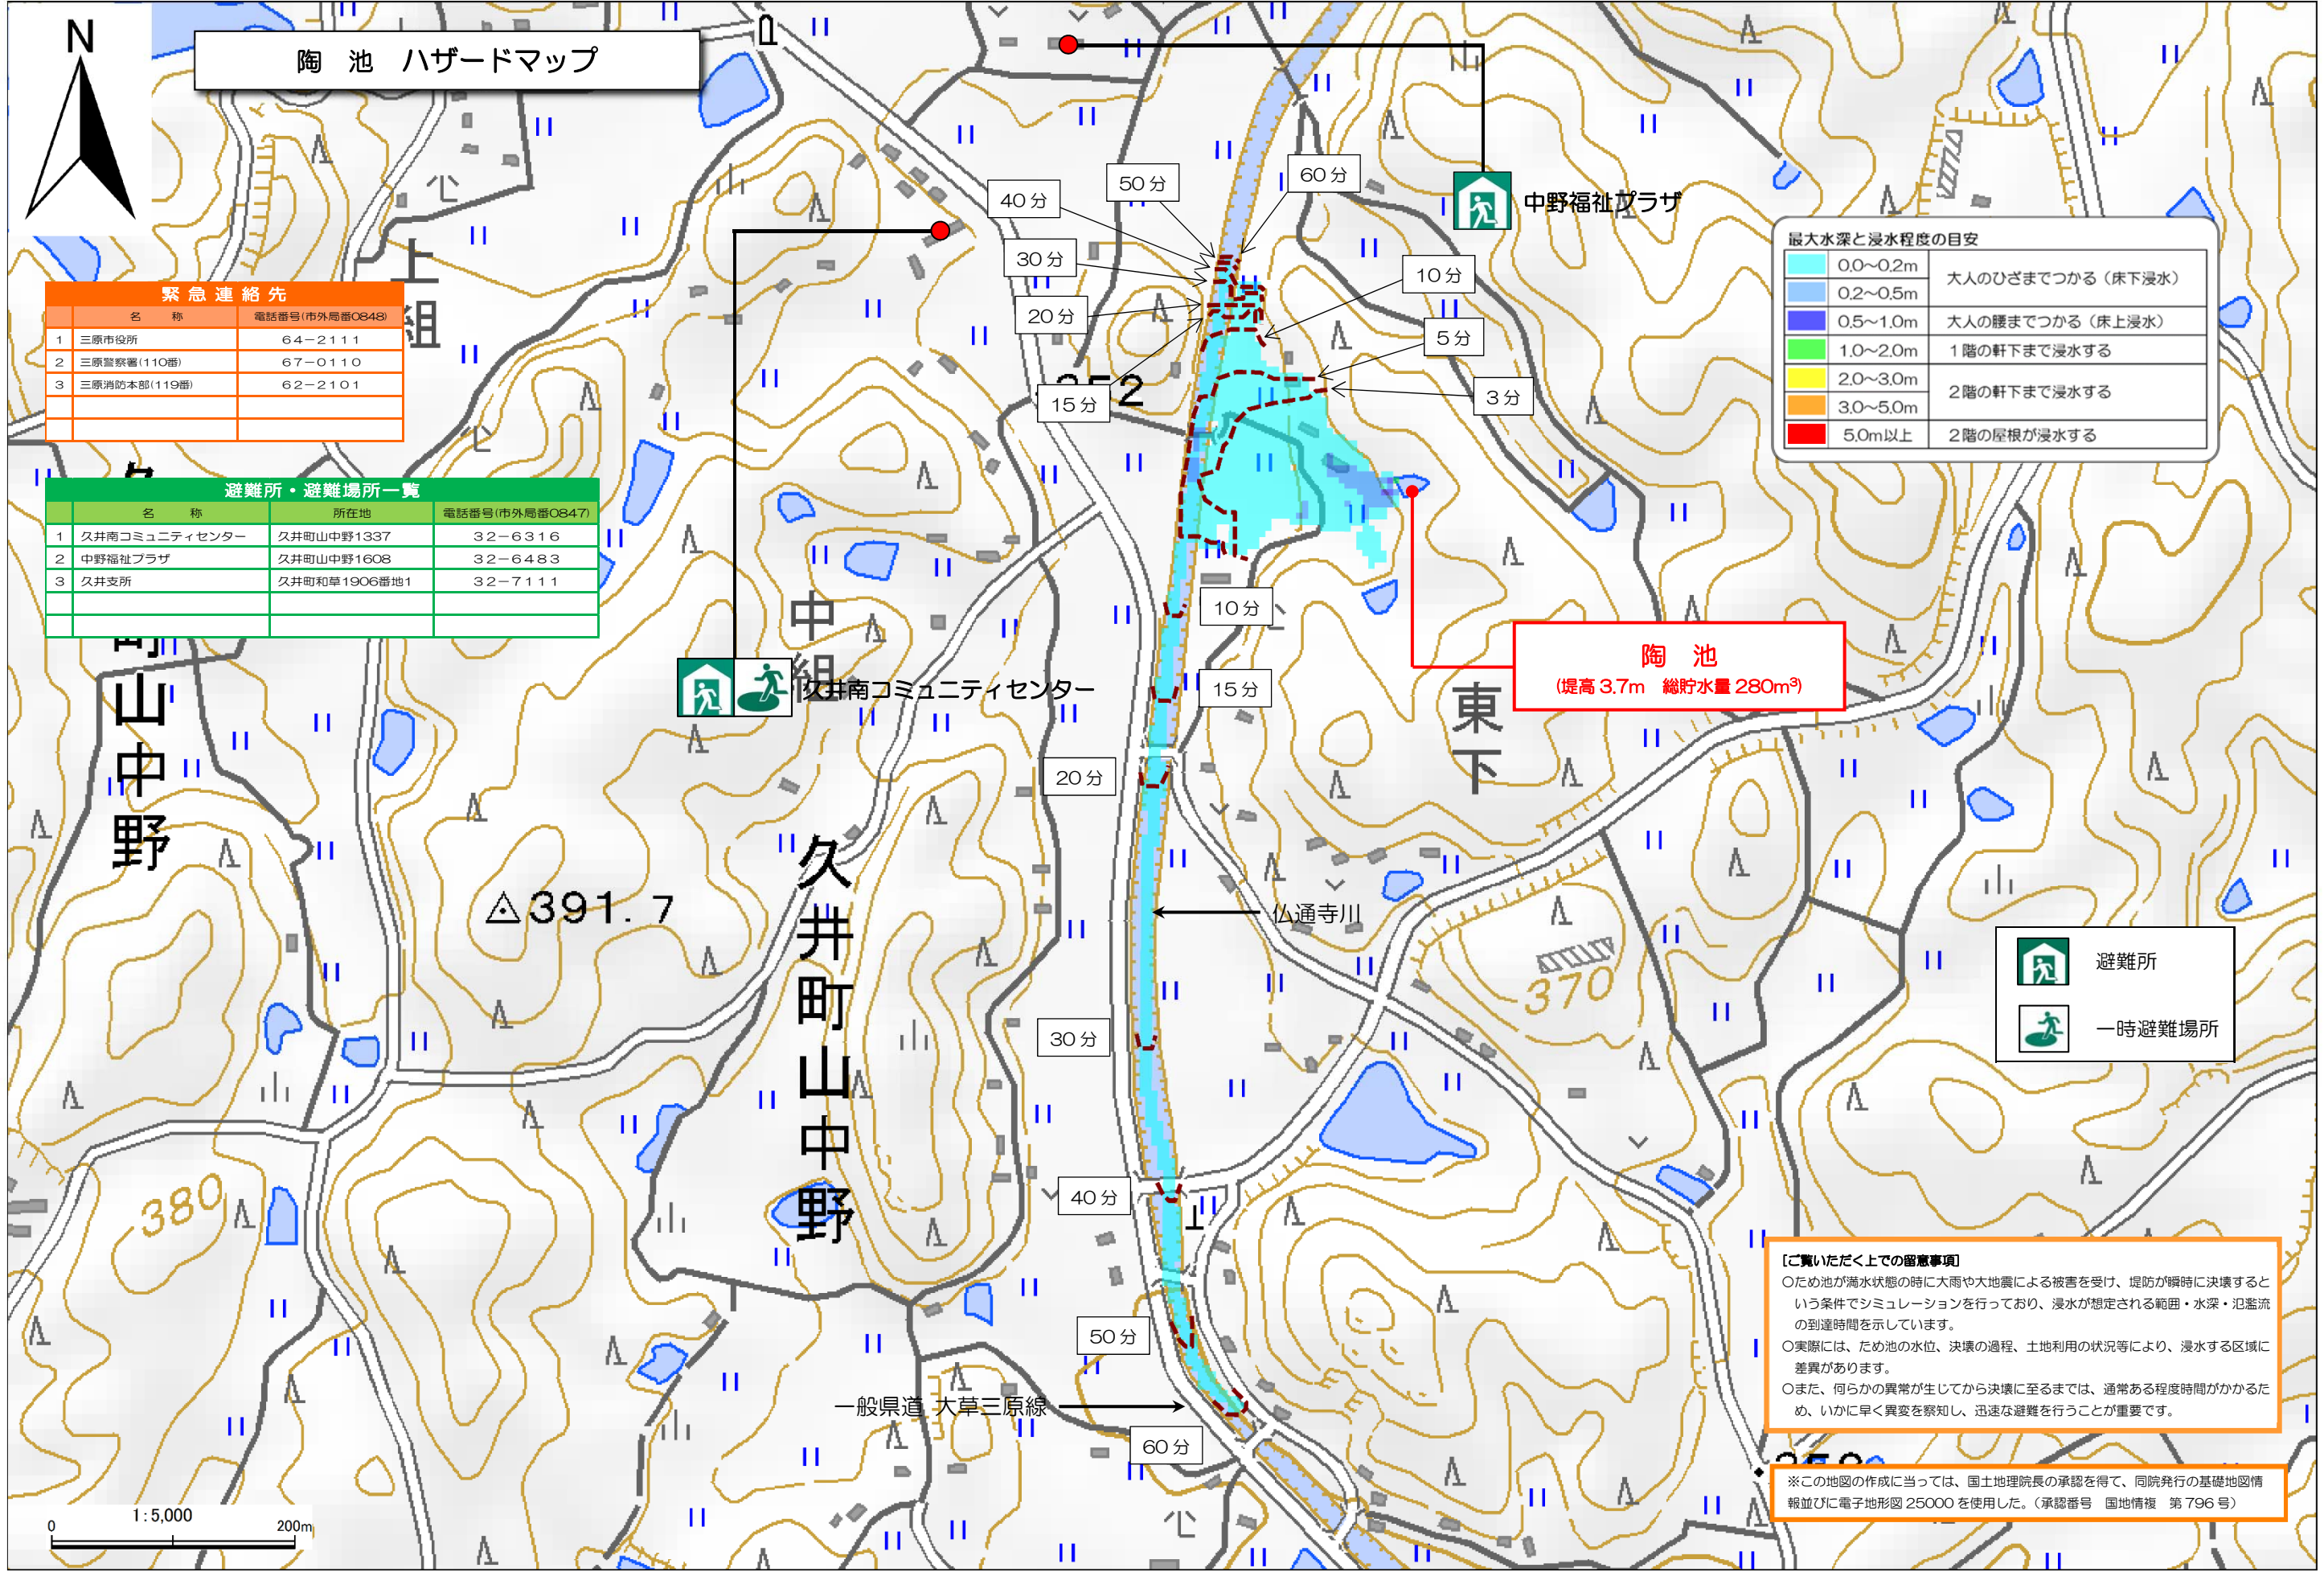 N
陶 池 ハザードマップ
緊急連絡先
名 称 電話番号(市外局番0848)
1 三原市役所 64-2111
2 三原警察署(110番) 67-0110
3 三原消防本部(119番) 62-2101
避難所・避難場所一覧
名 称 所在地 電話番号(市外局番0847)
1 久井南コミュニティセンター 久井町山中野1337 32-6316
2 中野福祉プラザ 久井町山中野1608 32-6483
3 久井支所 久井町和草1906番地1 32-7111
上組
中組
東下
久井町山中野
町山中野
391.7
380
370
40分
50分
60分
30分
20分
15分
10分
5分
3分
10分
15分
20分
30分
40分
50分
60分
中野福祉プラザ
久井南コミュニティセンター
最大水深と浸水程度の目安
0.0〜0.2m 大人のひざまでつかる（床下浸水）
0.2〜0.5m
0.5〜1.0m 大人の腰までつかる（床上浸水）
1.0〜2.0m 1階の軒下まで浸水する
2.0〜3.0m 2階の軒下まで浸水する
3.0〜5.0m
5.0m以上 2階の屋根が浸水する
陶 池
(堤高 3.7m 総貯水量 280m³)
仏通寺川
一般県道 大草三原線
避難所
一時避難場所
[ご覧いただく上での留意事項]
○ため池が満水状態の時に大雨や大地震による被害を受け、堤防が瞬時に決壊すると
いう条件でシミュレーションを行っており、浸水が想定される範囲・水深・氾濫流
の到達時間を示しています。
○実際には、ため池の水位、決壊の過程、土地利用の状況等により、浸水する区域に
差異があります。
○また、何らかの異常が生じてから決壊に至るまでは、通常ある程度時間がかかるた
め、いかに早く異変を察知し、迅速な避難を行うことが重要です。
※この地図の作成に当っては、国土地理院長の承認を得て、同院発行の基礎地図情
報並びに電子地形図 25000 を使用した。（承認番号 国地情複 第 796 号）
1:5,000
0 200m